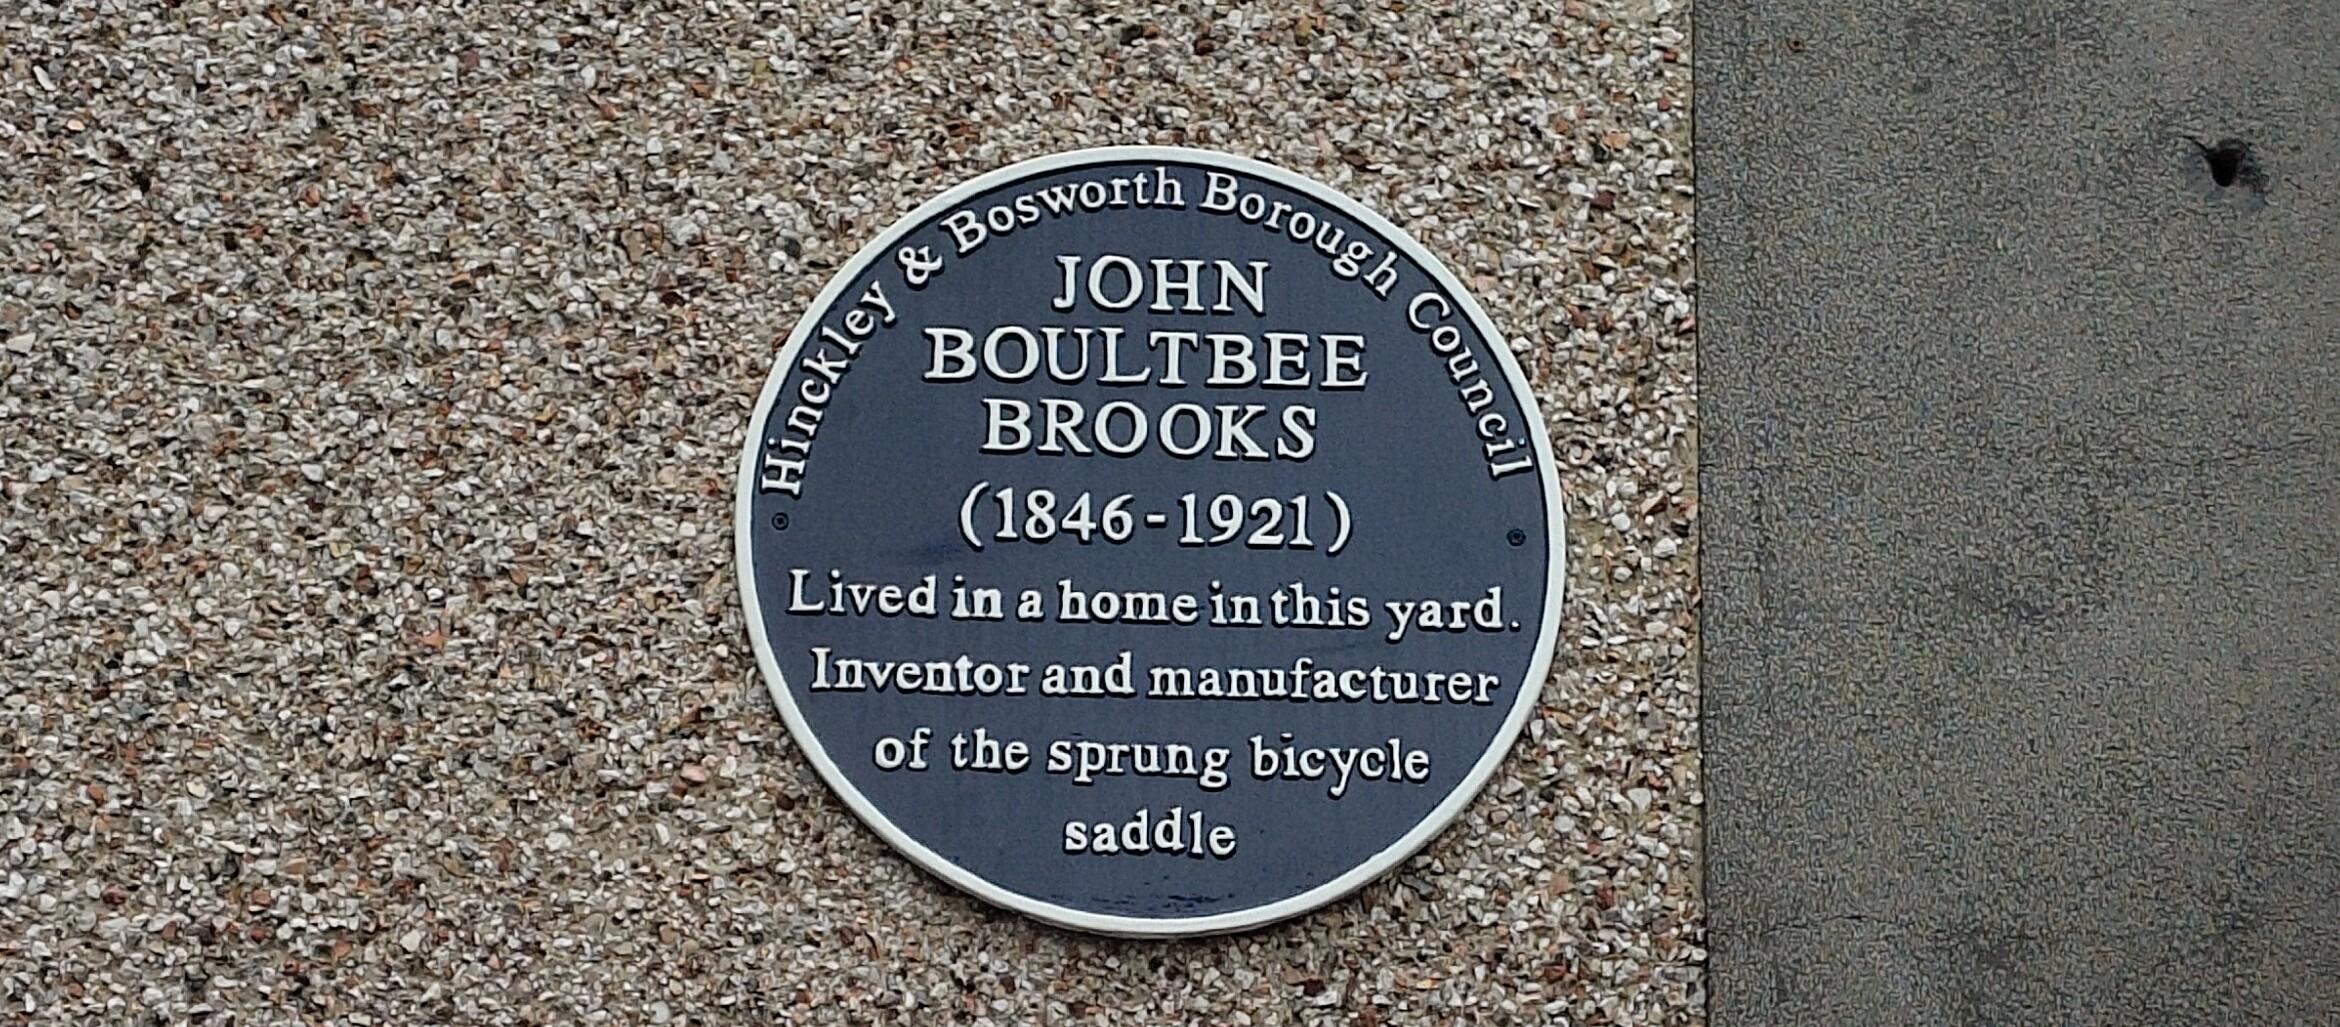 Hinckley & Bosworth Borough Council
JOHN
BOULTBEE
BROOKS
(1846-1921)
Lived in a home in this yard.
Inventor and manufacturer
of the sprung bicycle
saddle